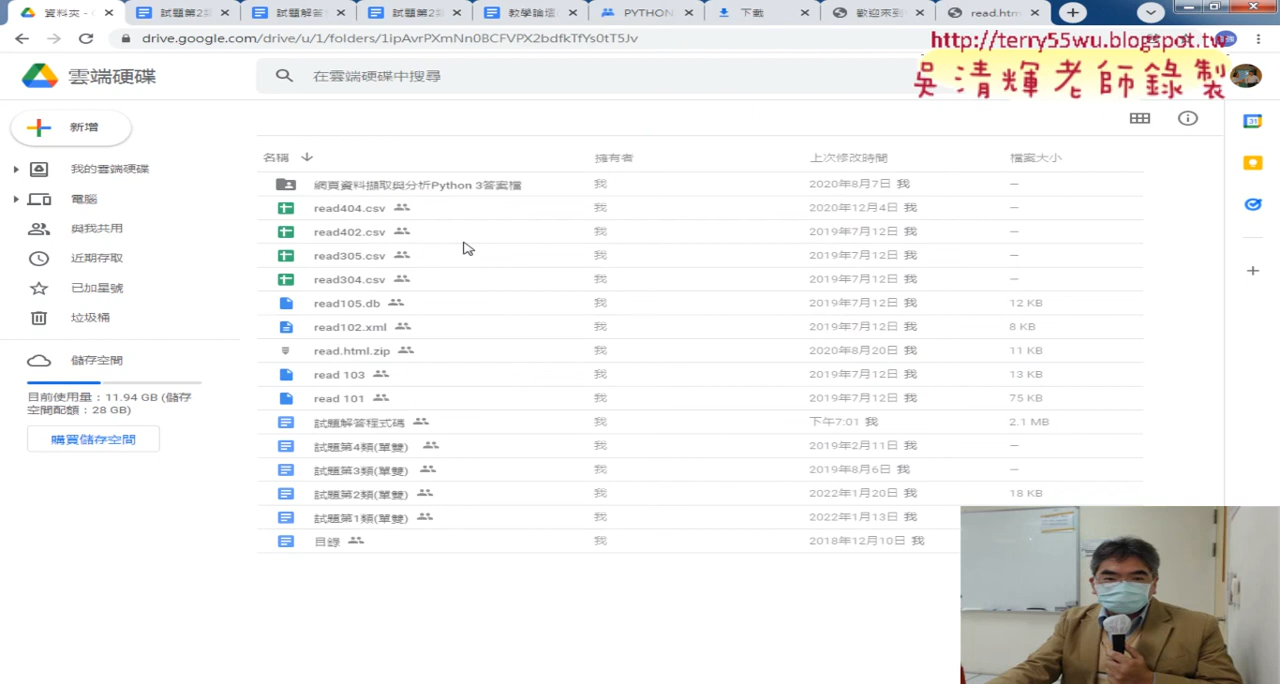 資料夾 -
試題第2類
試題解答
試題第2類
教學論壇
PYTHON
下載
歡迎來到
read.htm
drive.google.com/drive/u/1/folders/1ipAvrPXmNn0BCFVPX2bdfkTfYs0tT5Jv
http://terry55wu.blogspot.tw
吳清輝老師錄製
雲端硬碟
在雲端硬碟中搜尋
新增
我的雲端硬碟
電腦
與我共用
近期存取
已加星號
垃圾桶
儲存空間
目前使用量：11.94 GB (儲存
空間配額：28 GB)
購買儲存空間
名稱 擁有者 上次修改時間 檔案大小
網頁資料擷取與分析Python 3答案檔 我 2020年8月7日 我 —
read404.csv 我 2020年12月4日 我 —
read402.csv 我 2019年7月12日 我 —
read305.csv 我 2019年7月12日 我 —
read304.csv 我 2019年7月12日 我 —
read105.db 我 2019年7月12日 我 12 KB
read102.xml 我 2019年7月12日 我 8 KB
read.html.zip 我 2020年8月20日 我 11 KB
read 103 我 2019年7月12日 我 13 KB
read 101 我 2019年7月12日 我 75 KB
試題解答程式碼 我 下午7:01 我 2.1 MB
試題第4類(單雙) 我 2019年2月11日 我 —
試題第3類(單雙) 我 2019年8月6日 我 —
試題第2類(單雙) 我 2022年1月20日 我 18 KB
試題第1類(單雙) 我 2022年1月13日 我
目錄 我 2018年12月10日 我
31